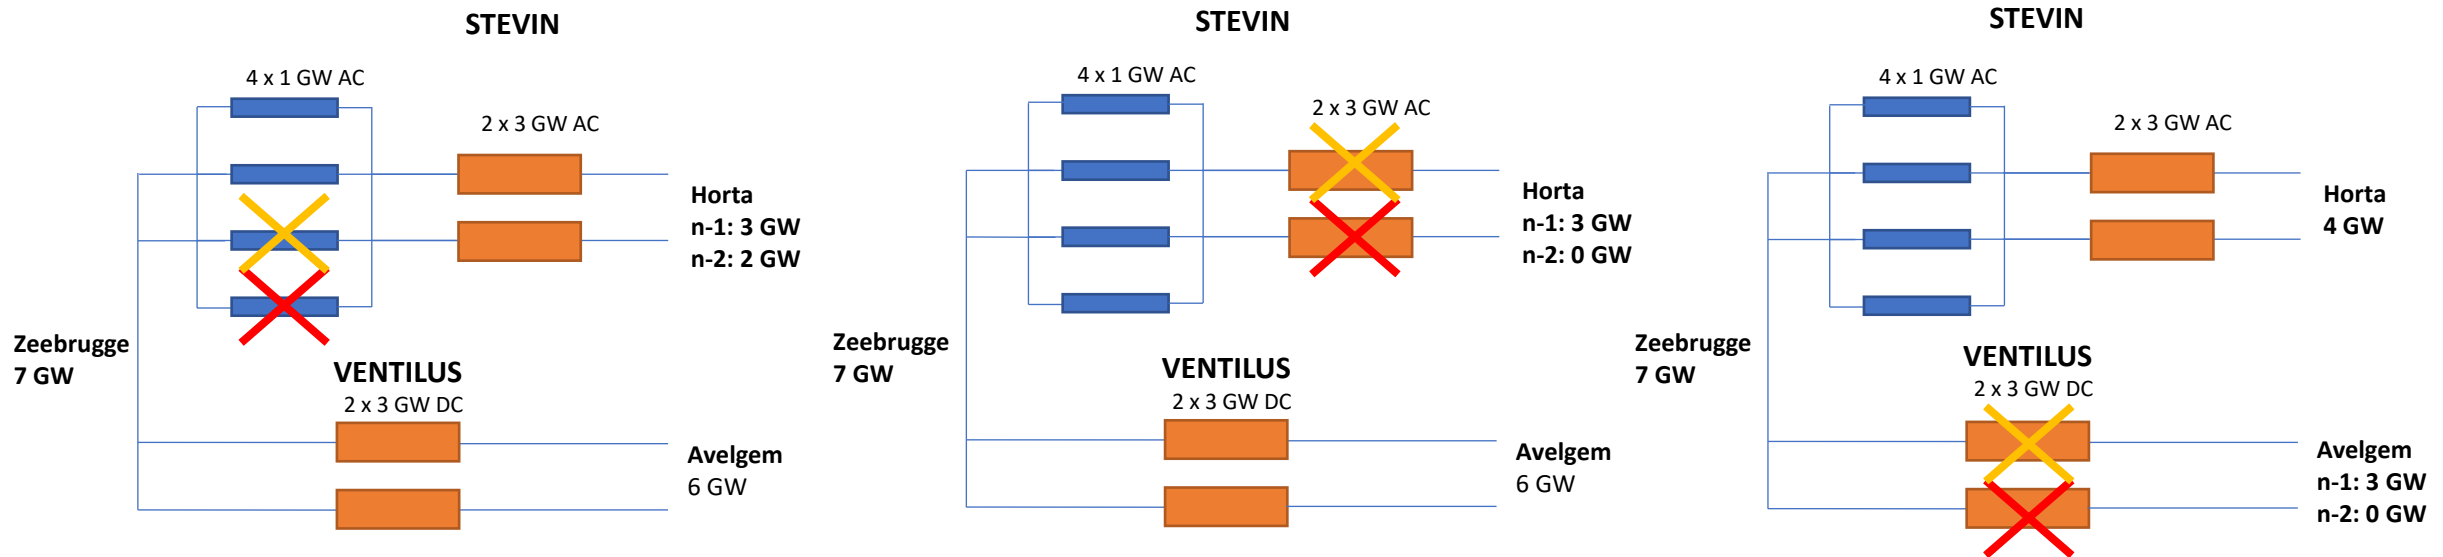 STEVIN
4 x 1 GW AC
2 x 3 GW AC
Horta
n-1: 3 GW
n-2: 2 GW
Zeebrugge
7 GW
VENTILUS
2 x 3 GW DC
Avelgem
6 GW
STEVIN
4 x 1 GW AC
2 x 3 GW AC
Horta
n-1: 3 GW
n-2: 0 GW
Zeebrugge
7 GW
VENTILUS
2 x 3 GW DC
Avelgem
6 GW
STEVIN
4 x 1 GW AC
2 x 3 GW AC
Horta
4 GW
Zeebrugge
7 GW
VENTILUS
2 x 3 GW DC
Avelgem
n-1: 3 GW
n-2: 0 GW